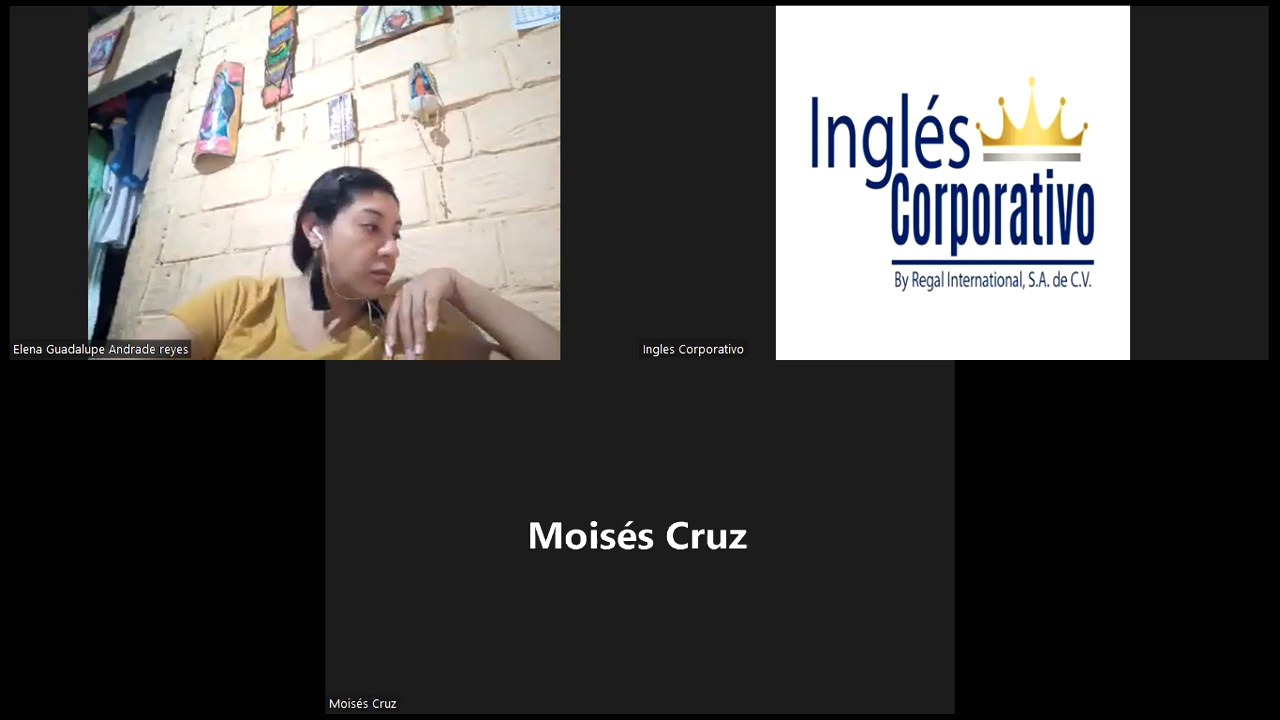 Elena Guadalupe Andrade reyes
Inglés
Corporativo
By Regal International, S.A. de C.V.
Ingles Corporativo
Moisés Cruz
Moisés Cruz